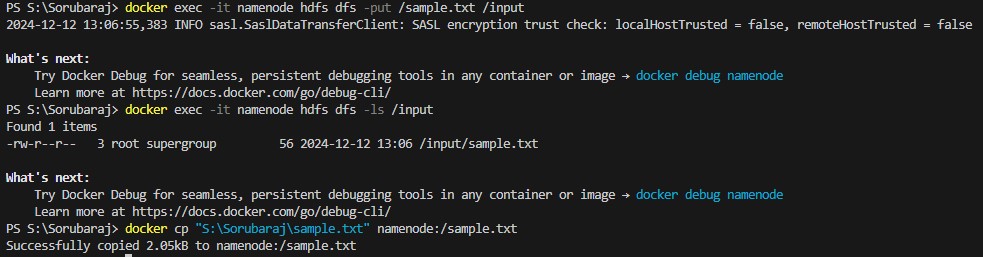 PS S:\Sorubaraj> docker exec -it namenode hdfs dfs -put /sample.txt /input
2024-12-12 13:06:55,383 INFO sasl.SaslDataTransferClient: SASL encryption trust check: localHostTrusted = false, remoteHostTrusted = false
What's next:
Try Docker Debug for seamless, persistent debugging tools in any container or image → docker debug namenode
Learn more at https://docs.docker.com/go/debug-cli/
PS S:\Sorubaraj> docker exec -it namenode hdfs dfs -ls /input
Found 1 items
-rw-r--r--   3 root supergroup         56 2024-12-12 13:06 /input/sample.txt
What's next:
Try Docker Debug for seamless, persistent debugging tools in any container or image → docker debug namenode
Learn more at https://docs.docker.com/go/debug-cli/
PS S:\Sorubaraj> docker cp "S:\Sorubaraj\sample.txt" namenode:/sample.txt
Successfully copied 2.05kB to namenode:/sample.txt